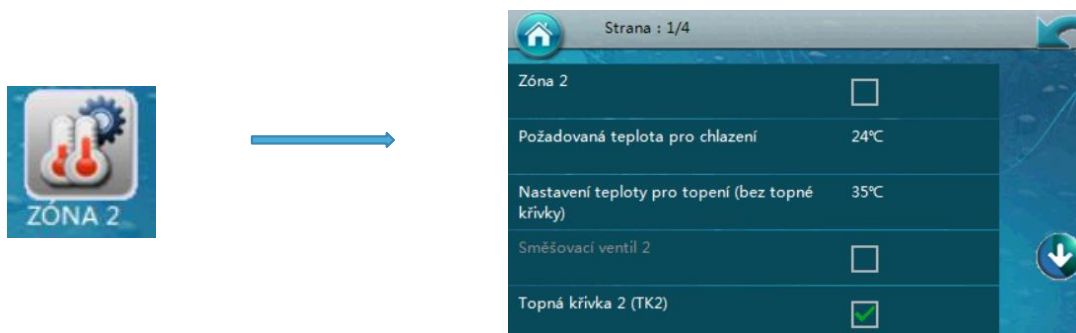 ZÓNA 2
Strana : 1/4
Zóna 2
Požadovaná teplota pro chlazení 24℃
Nastavení teploty pro topení (bez topné 35℃
křivky)
Směšovací ventil 2
Topná křivka 2 (TK2)